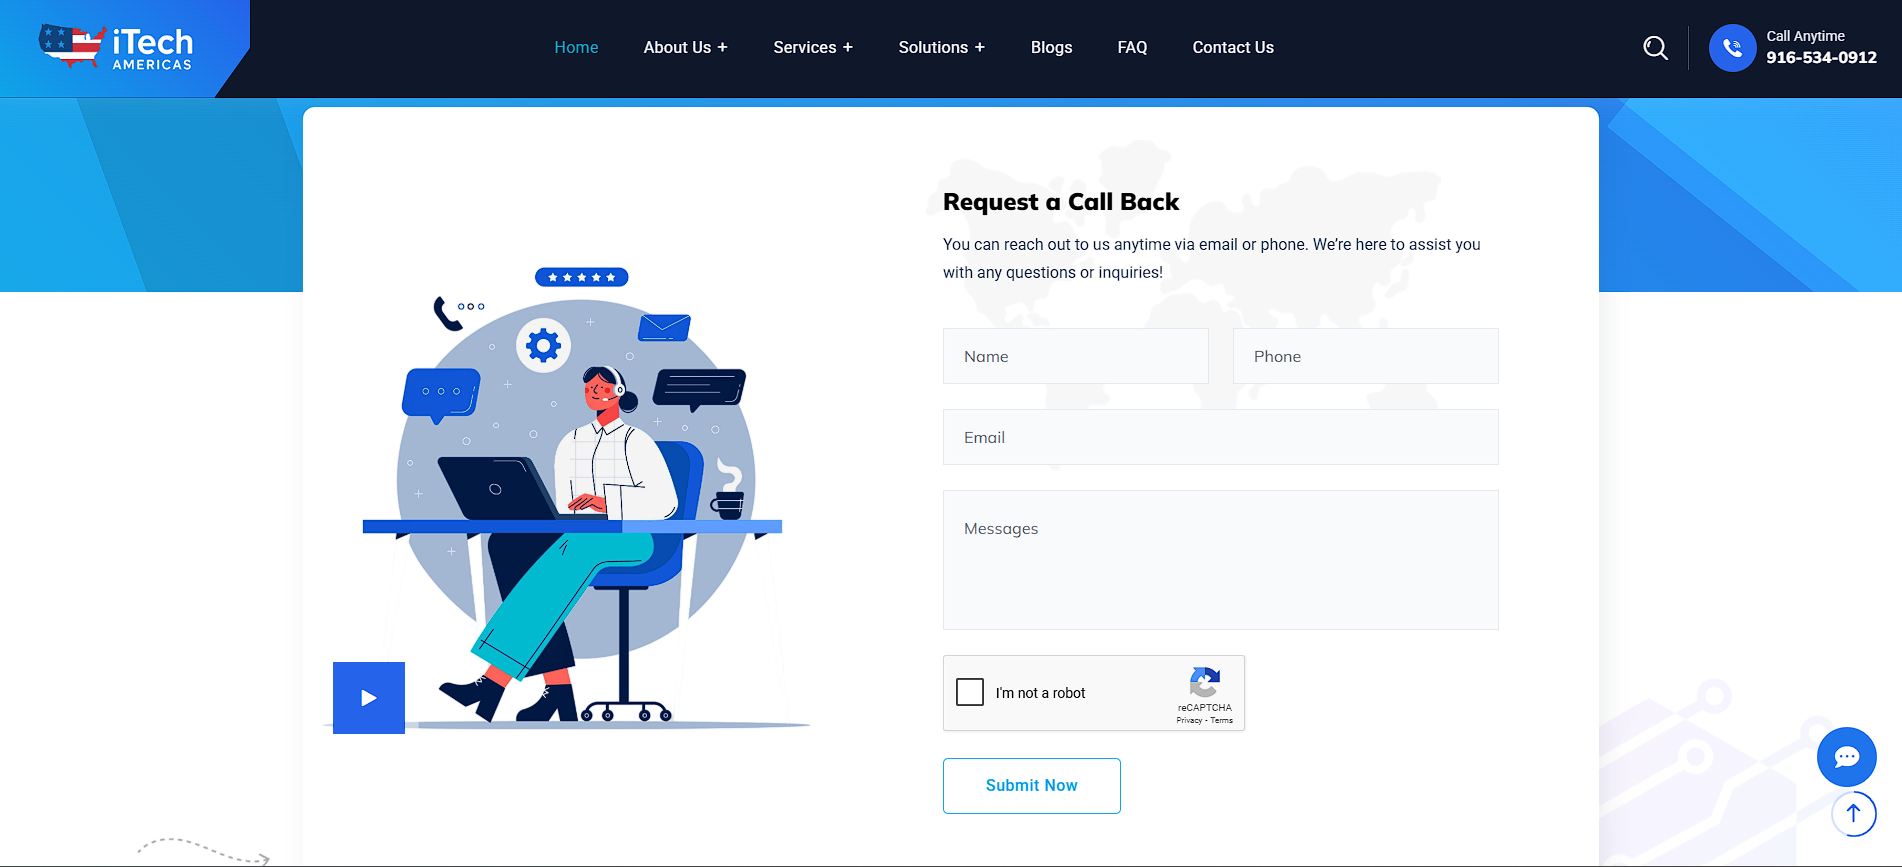 iTech
AMERICAS
Home
About Us +
Services +
Solutions +
Blogs
FAQ
Contact Us
Call Anytime
916-534-0912
Request a Call Back
You can reach out to us anytime via email or phone. We’re here to assist you
with any questions or inquiries!
Name
Phone
Email
Messages
I'm not a robot
reCAPTCHA
Privacy - Terms
Submit Now